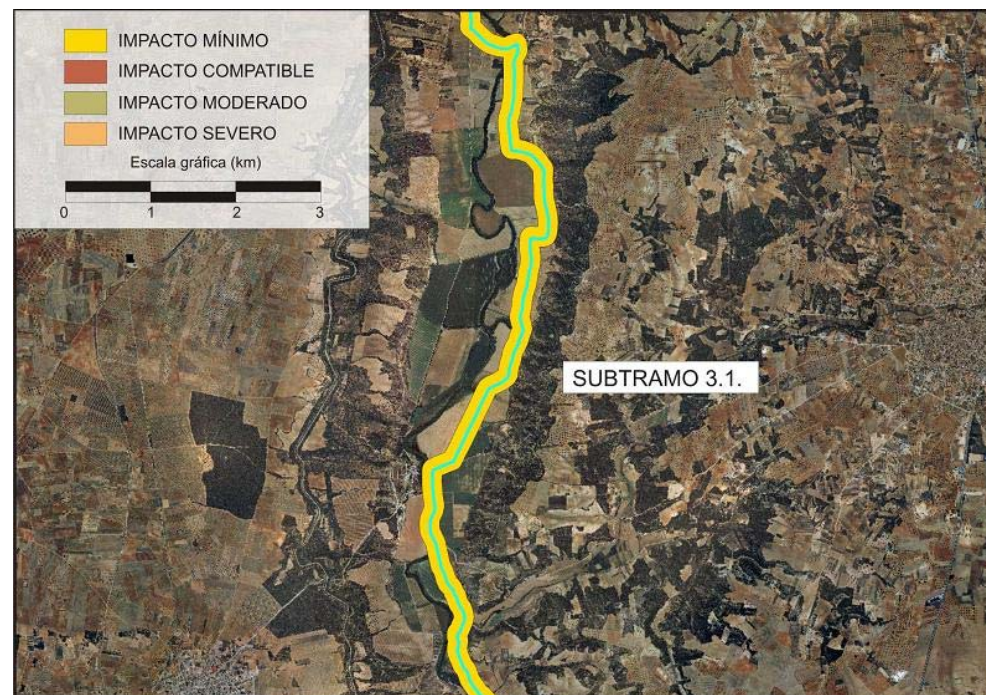 IMPACTO MÍNIMO
IMPACTO COMPATIBLE
IMPACTO MODERADO
IMPACTO SEVERO
Escala gráfica (km)
0 1 2 3
SUBTRAMO 3.1.